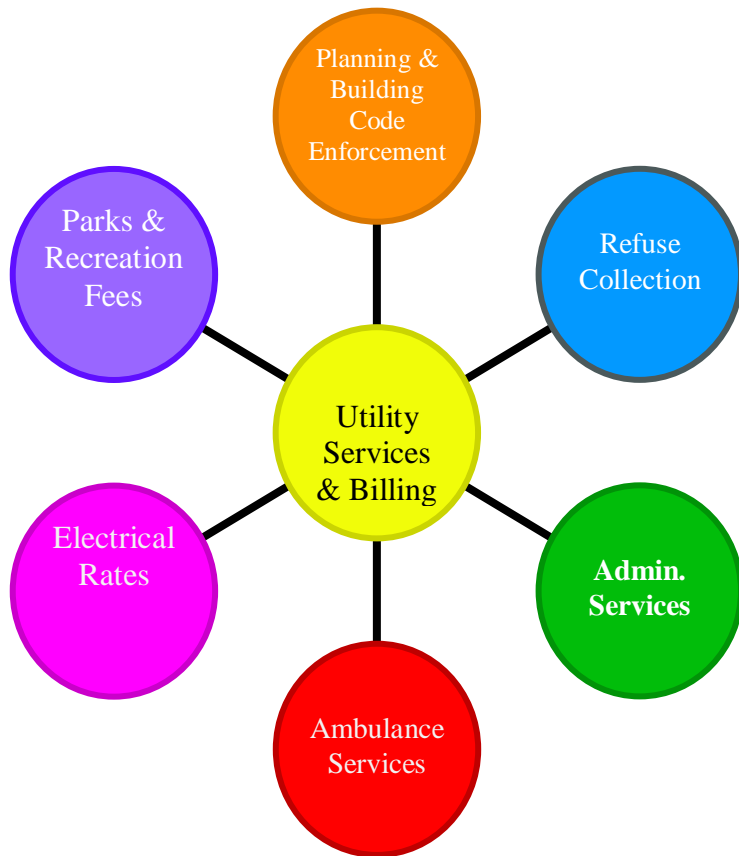 Planning &
Building
Code
Enforcement
Parks &
Recreation
Fees
Refuse
Collection
Utility
Services
& Billing
Electrical
Rates
Admin.
Services
Ambulance
Services